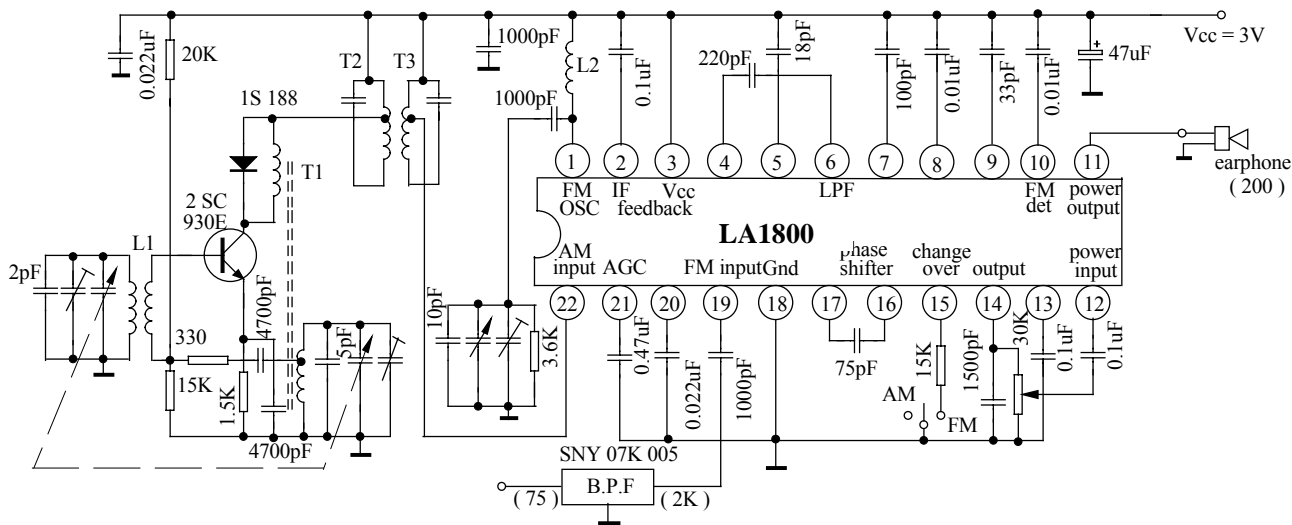 Vcc = 3V
0.022uF
20K
1000pF
T2
T3
L2
0.1uF
220pF
18pF
100pF
0.01uF
33pF
0.01uF
47uF
1S 188
1000pF
T1
earphone
( 200 )
1
2
3
4
5
6
7
8
9
10
11
FM
OSC
IF
feedback
Vcc
LPF
FM
det
power
output
2 SC
930E
LA1800
L1
AM
input
AGC
FM input
Gnd
phase
shifter
change
over
output
power
input
2pF
22
21
20
19
18
17
16
15
14
13
12
4700pF
330
5pF
10pF
3.6K
0.47uF
0.022uF
1000pF
75pF
15K
1500pF
30K
0.1uF
0.1uF
15K
1.5K
4700pF
AM
FM
SNY 07K 005
( 75 )
B.P.F
( 2K )